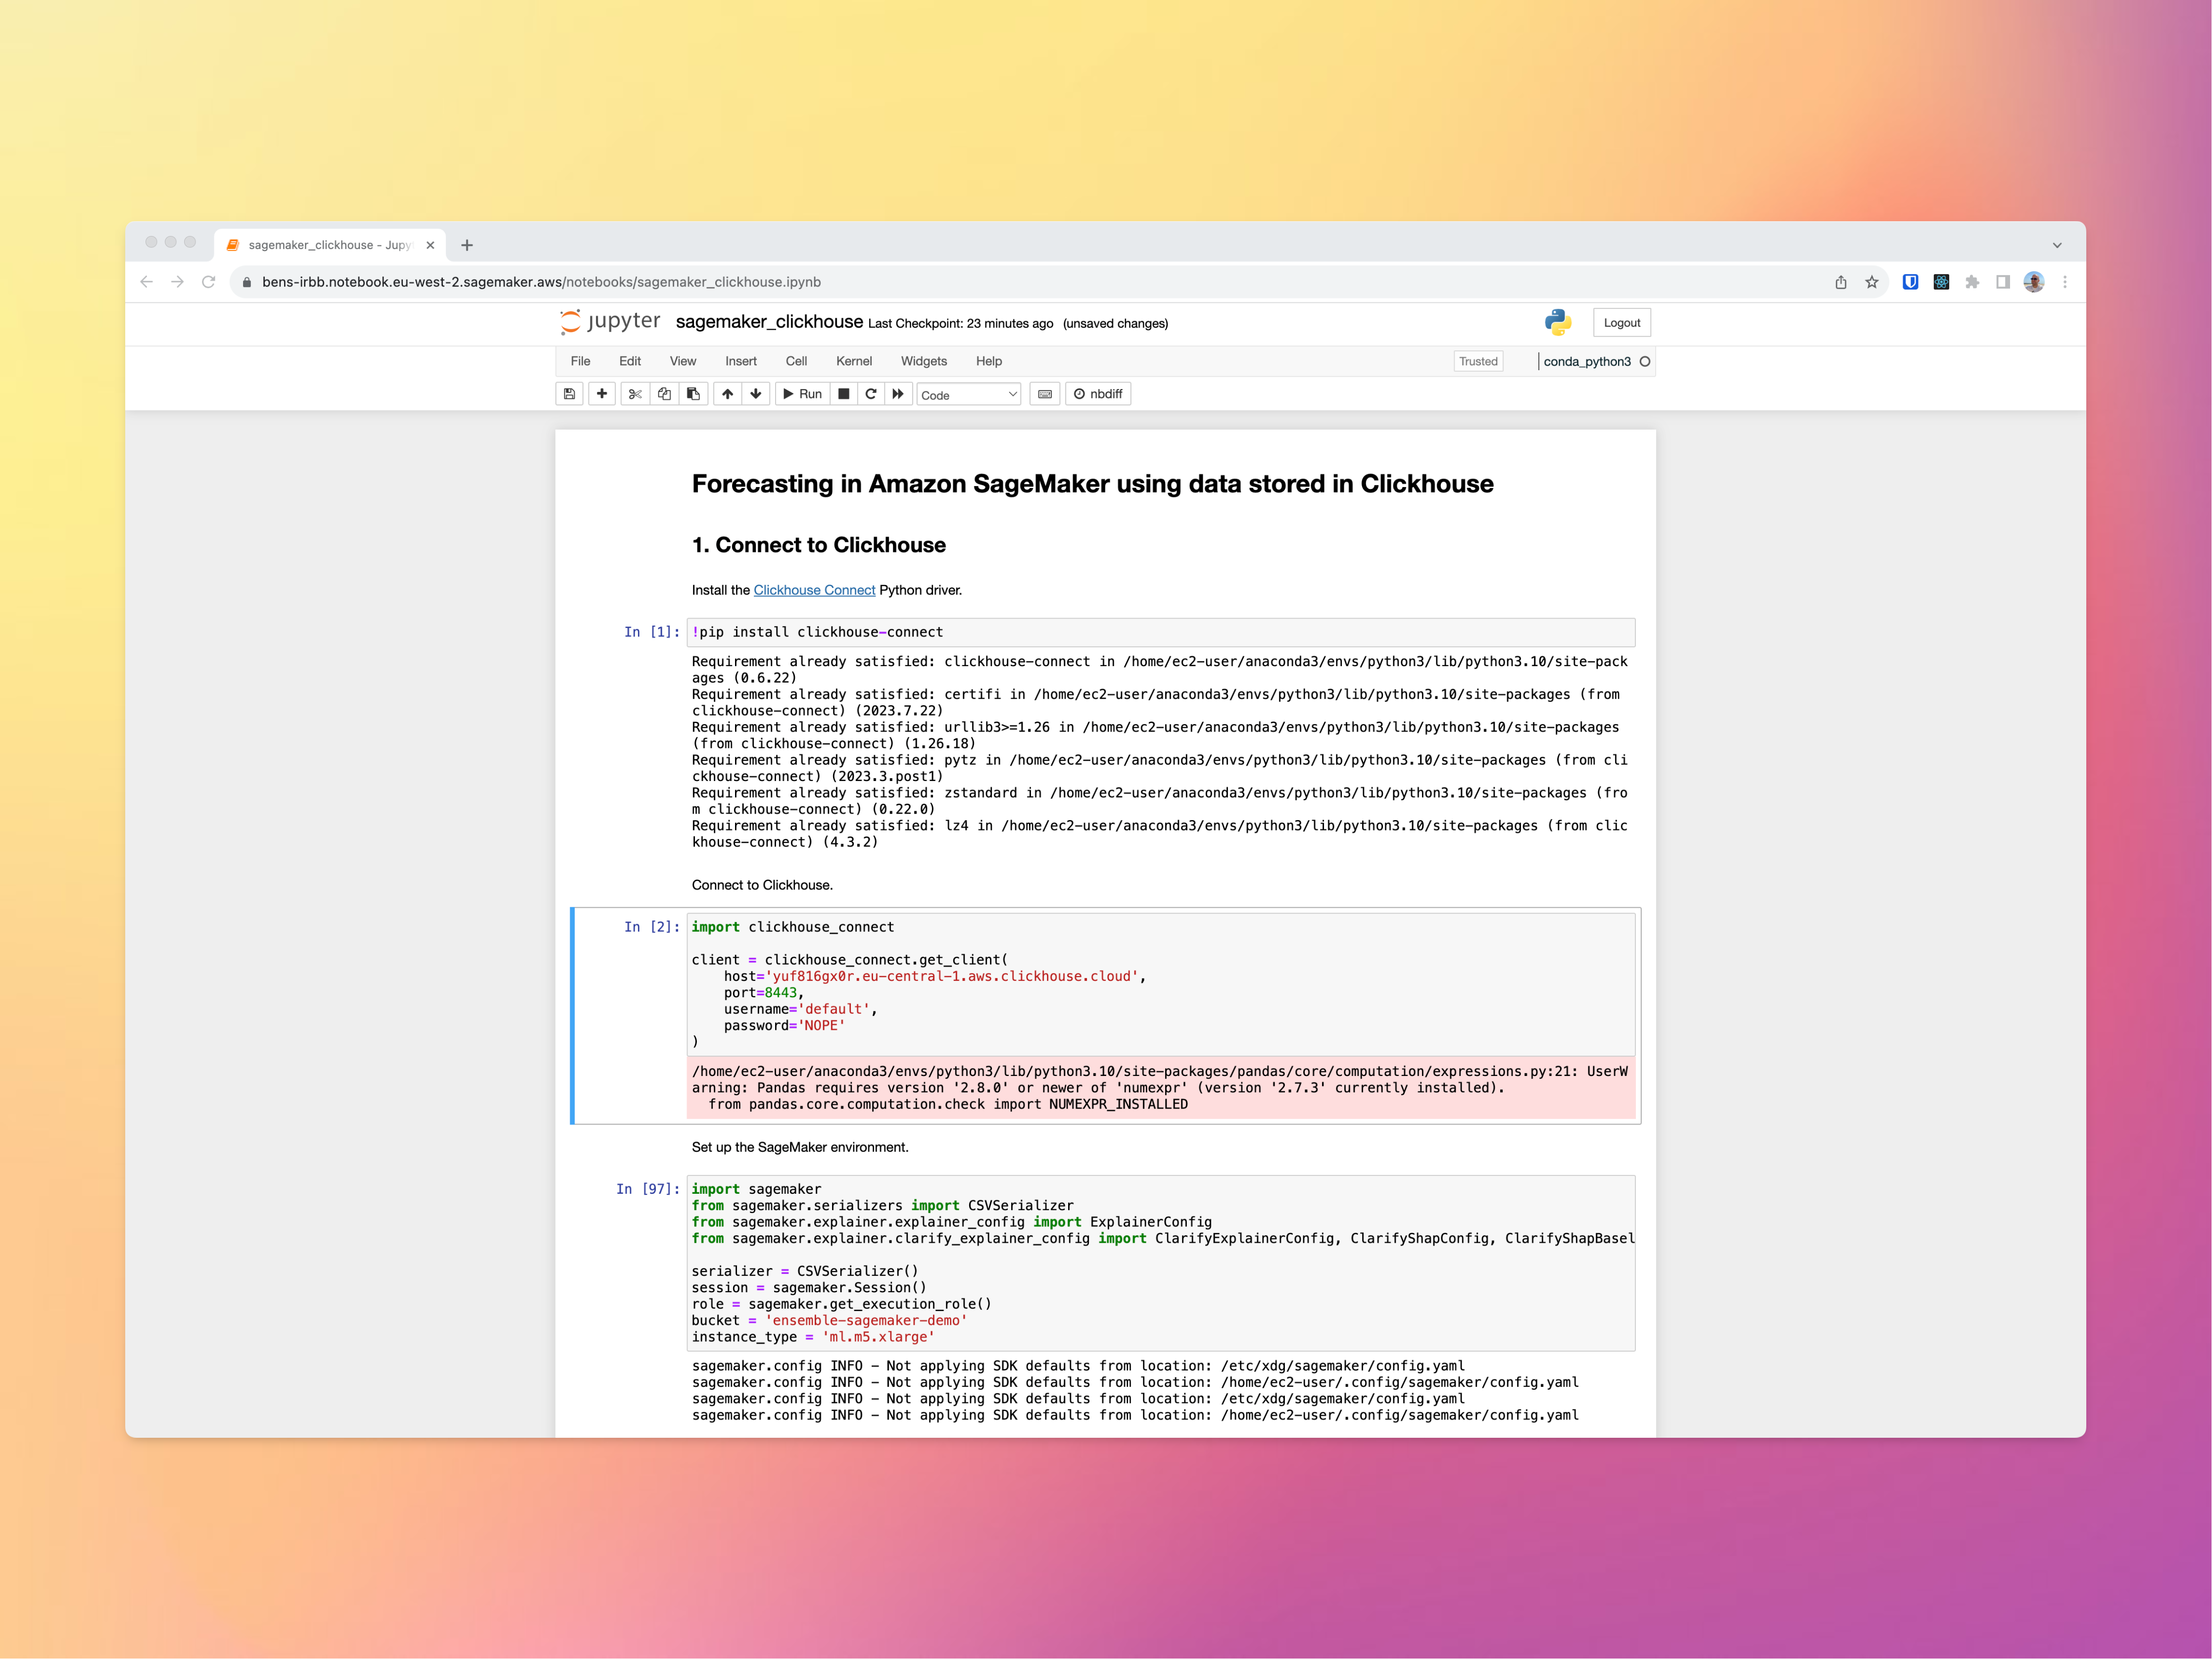 sagemaker_clickhouse - Jupy
bens-irbb.notebook.eu-west-2.sagemaker.aws/notebooks/sagemaker_clickhouse.ipynb
jupyter sagemaker_clickhouse Last Checkpoint: 23 minutes ago (unsaved changes) Logout
File Edit View Insert Cell Kernel Widgets Help Trusted conda_python3
Run Code nbdiff
Forecasting in Amazon SageMaker using data stored in Clickhouse
1. Connect to Clickhouse
Install the Clickhouse Connect Python driver.
In [1]: !pip install clickhouse-connect
Requirement already satisfied: clickhouse-connect in /home/ec2-user/anaconda3/envs/python3/lib/python3.10/site-pack
ages (0.6.22)
Requirement already satisfied: certifi in /home/ec2-user/anaconda3/envs/python3/lib/python3.10/site-packages (from
clickhouse-connect) (2023.7.22)
Requirement already satisfied: urllib3>=1.26 in /home/ec2-user/anaconda3/envs/python3/lib/python3.10/site-packages
(from clickhouse-connect) (1.26.18)
Requirement already satisfied: pytz in /home/ec2-user/anaconda3/envs/python3/lib/python3.10/site-packages (from cli
ckhouse-connect) (2023.3.post1)
Requirement already satisfied: zstandard in /home/ec2-user/anaconda3/envs/python3/lib/python3.10/site-packages (fro
m clickhouse-connect) (0.22.0)
Requirement already satisfied: lz4 in /home/ec2-user/anaconda3/envs/python3/lib/python3.10/site-packages (from clic
khouse-connect) (4.3.2)
Connect to Clickhouse.
In [2]: import clickhouse_connect
client = clickhouse_connect.get_client(
    host='yuf816gx0r.eu-central-1.aws.clickhouse.cloud',
    port=8443,
    username='default',
    password='NOPE'
)
/home/ec2-user/anaconda3/envs/python3/lib/python3.10/site-packages/pandas/core/computation/expressions.py:21: UserW
arning: Pandas requires version '2.8.0' or newer of 'numexpr' (version '2.7.3' currently installed).
  from pandas.core.computation.check import NUMEXPR_INSTALLED
Set up the SageMaker environment.
In [97]: import sagemaker
from sagemaker.serializers import CSVSerializer
from sagemaker.explainer.explainer_config import ExplainerConfig
from sagemaker.explainer.clarify_explainer_config import ClarifyExplainerConfig, ClarifyShapConfig, ClarifyShapBasel
serializer = CSVSerializer()
session = sagemaker.Session()
role = sagemaker.get_execution_role()
bucket = 'ensemble-sagemaker-demo'
instance_type = 'ml.m5.xlarge'
sagemaker.config INFO - Not applying SDK defaults from location: /etc/xdg/sagemaker/config.yaml
sagemaker.config INFO - Not applying SDK defaults from location: /home/ec2-user/.config/sagemaker/config.yaml
sagemaker.config INFO - Not applying SDK defaults from location: /etc/xdg/sagemaker/config.yaml
sagemaker.config INFO - Not applying SDK defaults from location: /home/ec2-user/.config/sagemaker/config.yaml